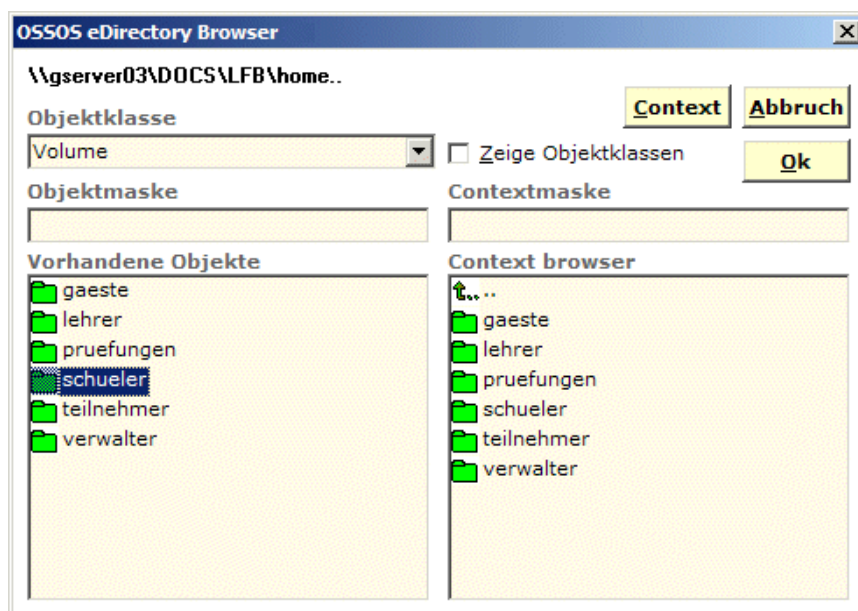 OSSOS eDirectory Browser
\\gserver03\DOCS\LFB\home..
Context
Abbruch
Objektklasse
Volume
Zeige Objektklassen
Ok
Objektmaske
Contextmaske
Vorhandene Objekte
gaeste
lehrer
pruefungen
schueler
teilnehmer
verwalter
Context browser
..
gaeste
lehrer
pruefungen
schueler
teilnehmer
verwalter